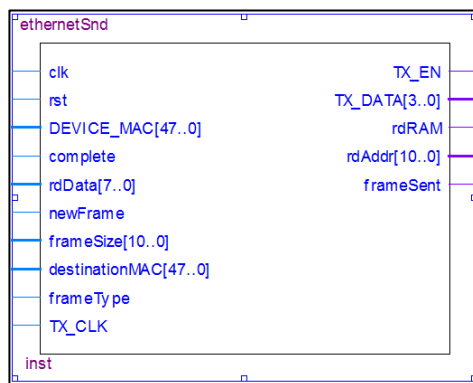 ethernetSnd
clk
rst
DEVICE_MAC[47..0]
complete
rdData[7..0]
newFrame
frameSize[10..0]
destinationMAC[47..0]
frameType
TX_CLK
TX_EN
TX_DATA[3..0]
rdRAM
rdAddr[10..0]
frameSent
inst